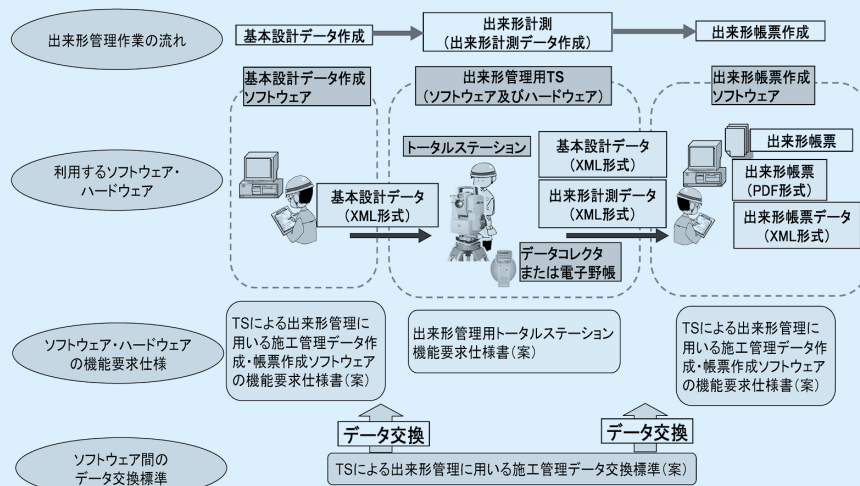 出来形管理作業の流れ
基本設計データ作成
出来形計測
(出来形計測データ作成)
出来形帳票作成
基本設計データ作成
ソフトウェア
出来形管理用TS
(ソフトウェア及びハードウェア)
出来形帳票作成
ソフトウェア
利用するソフトウェア・
ハードウェア
基本設計データ
(XML形式)
トータルステーション
基本設計データ
(XML形式)
出来形計測データ
(XML形式)
データコレクタ
または電子野帳
出来形帳票
出来形帳票
(PDF形式)
出来形帳票データ
(XML形式)
ソフトウェア・ハードウェア
の機能要求仕様
TSによる出来形管理に
用いる施工管理データ作
成・帳票作成ソフトウェア
の機能要求仕様書(案)
出来形管理用トータルステーション
機能要求仕様書(案)
TSによる出来形管理に
用いる施工管理データ作
成・帳票作成ソフトウェア
の機能要求仕様書(案)
データ交換
データ交換
ソフトウェア間の
データ交換標準
TSによる出来形管理に用いる施工管理データ交換標準(案)